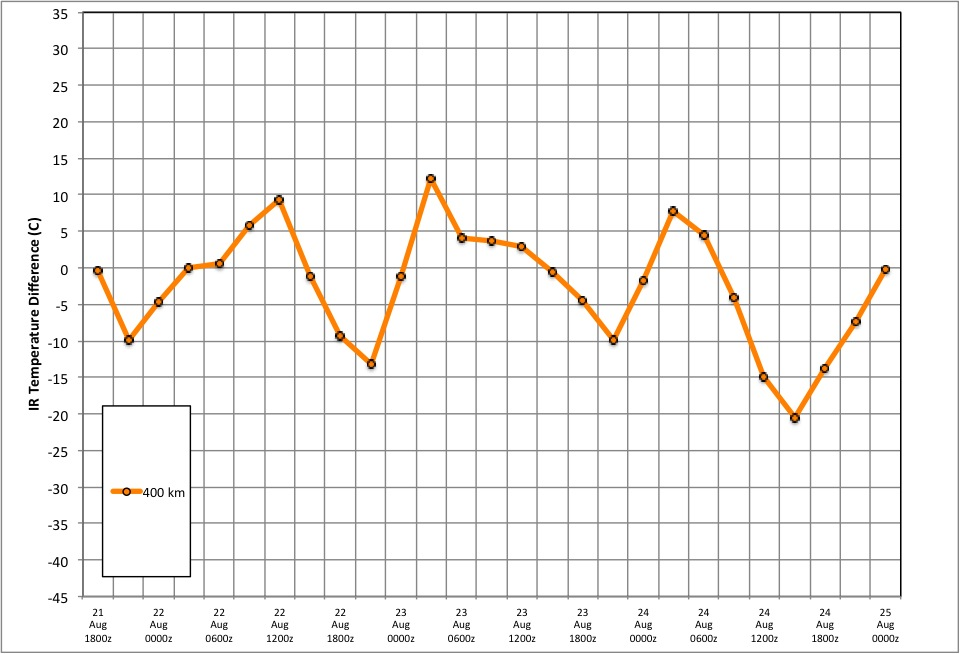 35
30
25
20
15
10
5
0
-5
-10
-15
-20
-25
-30
-35
-40
-45
IR Temperature Difference (C)
400 km
21 Aug 1800z
22 Aug 0000z
22 Aug 0600z
22 Aug 1200z
22 Aug 1800z
23 Aug 0000z
23 Aug 0600z
23 Aug 1200z
23 Aug 1800z
24 Aug 0000z
24 Aug 0600z
24 Aug 1200z
24 Aug 1800z
25 Aug 0000z